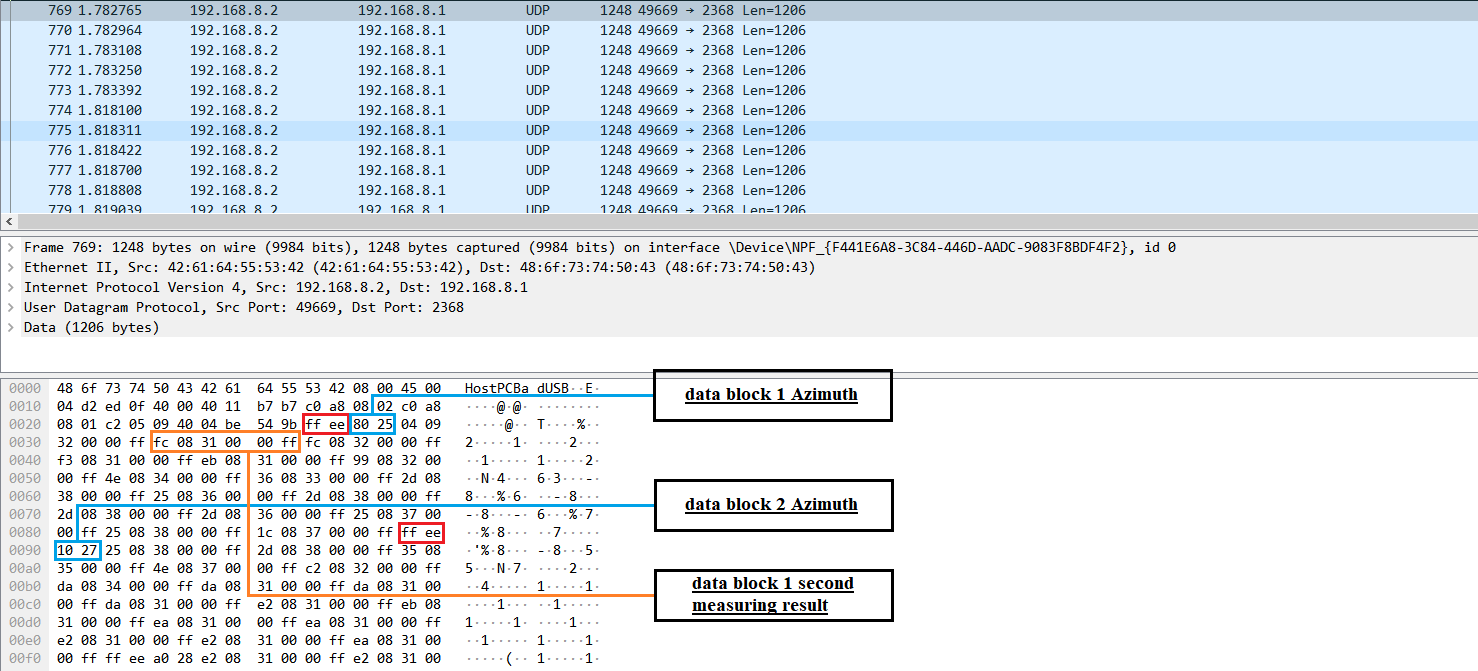 769 1.782765 192.168.8.2 192.168.8.1 UDP 1248 49669 → 2368 Len=1206
770 1.782964 192.168.8.2 192.168.8.1 UDP 1248 49669 → 2368 Len=1206
771 1.783108 192.168.8.2 192.168.8.1 UDP 1248 49669 → 2368 Len=1206
772 1.783250 192.168.8.2 192.168.8.1 UDP 1248 49669 → 2368 Len=1206
773 1.783392 192.168.8.2 192.168.8.1 UDP 1248 49669 → 2368 Len=1206
774 1.818100 192.168.8.2 192.168.8.1 UDP 1248 49669 → 2368 Len=1206
775 1.818311 192.168.8.2 192.168.8.1 UDP 1248 49669 → 2368 Len=1206
776 1.818422 192.168.8.2 192.168.8.1 UDP 1248 49669 → 2368 Len=1206
777 1.818700 192.168.8.2 192.168.8.1 UDP 1248 49669 → 2368 Len=1206
778 1.818808 192.168.8.2 192.168.8.1 UDP 1248 49669 → 2368 Len=1206
779 1.819039 192.168.8.2 192.168.8.1 UDP 1248 49669 → 2368 Len=1206
Frame 769: 1248 bytes on wire (9984 bits), 1248 bytes captured (9984 bits) on interface \Device\NPF_{F441E6A8-3C84-446D-AADC-9083F8BDF4F2}, id 0
Ethernet II, Src: 42:61:64:55:53:42 (42:61:64:55:53:42), Dst: 48:6f:73:74:50:43 (48:6f:73:74:50:43)
Internet Protocol Version 4, Src: 192.168.8.2, Dst: 192.168.8.1
User Datagram Protocol, Src Port: 49669, Dst Port: 2368
Data (1206 bytes)
0000 48 6f 73 74 50 43 42 61 64 55 53 42 08 00 45 00 HostPCBa dUSB··E·
0010 04 d2 ed 0f 40 00 40 11 b7 b7 c0 a8 08 02 c0 a8 ····@·@· ········
0020 08 01 c2 05 09 40 04 be 54 9b ff ee 80 25 04 09 ·····@·· T····%··
0030 32 00 00 ff fc 08 31 00 00 ff fc 08 32 00 00 ff 2·····1· ····2···
0040 f3 08 31 00 00 ff eb 08 31 00 00 ff 99 08 32 00 ··1····· 1·····2·
0050 00 ff 4e 08 34 00 00 ff 36 08 33 00 00 ff 2d 08 ··N·4··· 6·3···-·
0060 38 00 00 ff 25 08 36 00 00 ff 2d 08 38 00 00 ff 8···%·6· ··-·8···
0070 2d 08 38 00 00 ff 2d 08 36 00 00 ff 25 08 37 00 -·8···-· 6···%·7·
0080 00 ff 25 08 38 00 00 ff 1c 08 37 00 00 ff ff ee ··%·8··· ··7·····
0090 10 27 25 08 38 00 00 ff 2d 08 38 00 00 ff 35 08 ·'%·8··· -·8···5·
00a0 35 00 00 ff 4e 08 37 00 00 ff c2 08 32 00 00 ff 5···N·7· ····2···
00b0 da 08 34 00 00 ff da 08 31 00 00 ff da 08 31 00 ··4····· 1·····1·
00c0 00 ff da 08 31 00 00 ff e2 08 31 00 00 ff eb 08 ····1··· ··1·····
00d0 31 00 00 ff ea 08 31 00 00 ff ea 08 31 00 00 ff 1·····1· ····1···
00e0 e2 08 31 00 00 ff e2 08 31 00 00 ff ea 08 31 00 ··1····· 1·····1·
00f0 00 ff ff ee a0 28 e2 08 31 00 00 ff e2 08 31 00 ·····(·· 1·····1·
data block 1 Azimuth
data block 2 Azimuth
data block 1 second
measuring result